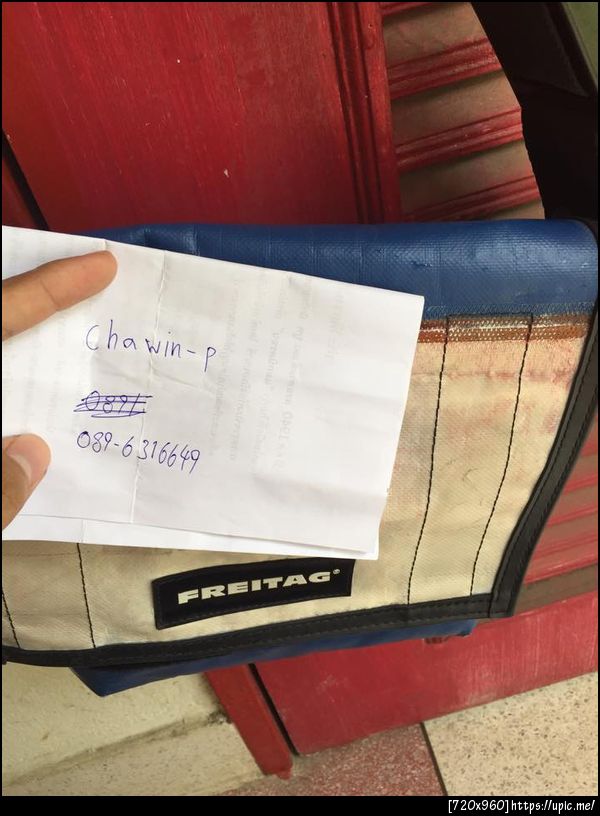 chawin-p
0891
089-6316649
FREITAG®
[720x960]https://upic.me/